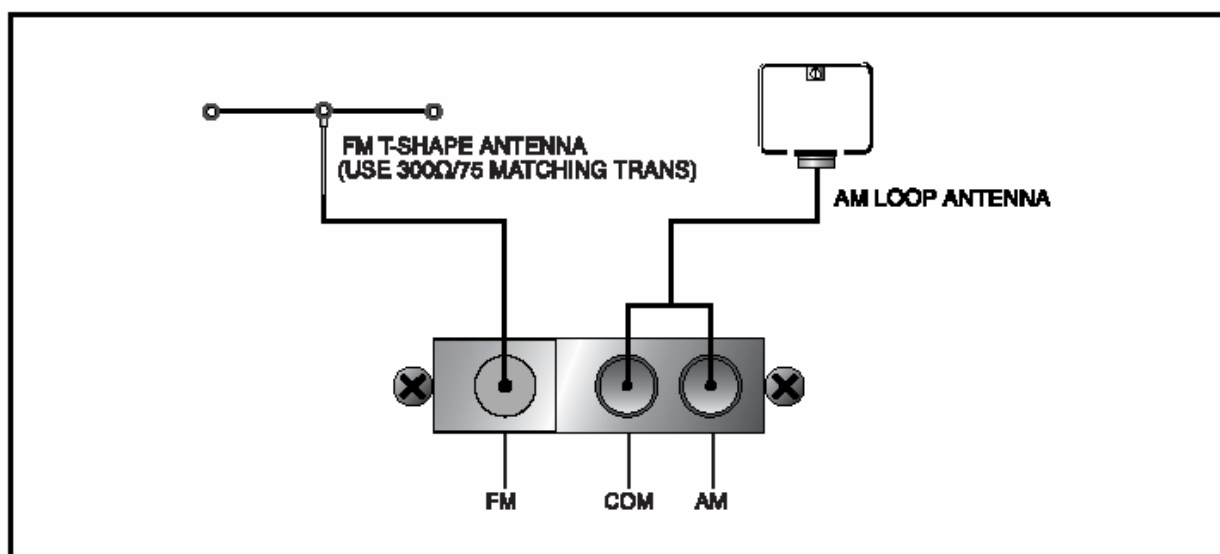 FM T-SHAPE ANTENNA
(USE 300Ω/75 MATCHING TRANS)
AM LOOP ANTENNA
FM
COM
AM